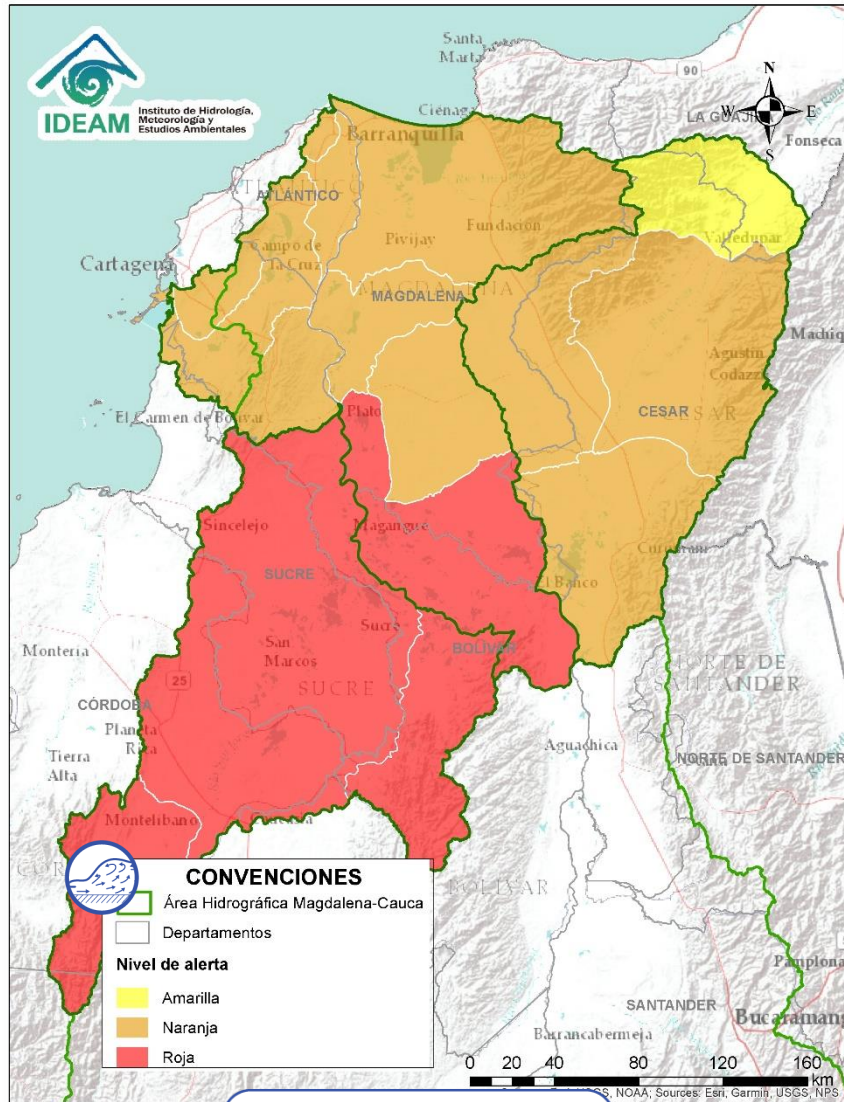 IDEAM
Instituto de Hidrología,
Meteorología y
Estudios Ambientales
Santa
Marta
Ciénaga
90
N
W
E
S
LA GUAJI
Fonseca
Barranquilla
ATLÁNTICO
Cartagena
Campo de
la Cruz
Pivijay
Fundación
Valledupar
MAGDALENA
MAGDALENA
Machiq
Agustín
Codazzi
CESAR
El Carmen de Bolívar
Plato
Sincelejo
Magangué
SUCRE
El Banco
Curumaní
Sucre
BOLÍVAR
San
Marcos
SUCRE
Montería
25
CÓRDOBA
Planeta
Rica
Tierra
Alta
NORTE DE
SANTANDER
NORTE DE SANTANDER
Aguachica
Montelíbano
BOLÍVAR
CONVENCIONES
Área Hidrográfica Magdalena-Cauca
Departamentos
Nivel de alerta
Amarilla
Naranja
Roja
Pamplona
SANTANDER
Bucaramang
Barrancabermeja
0 20 40 80 120 160
km
USGS, NOAA; Sources: Esri, Garmin, USGS, NPS